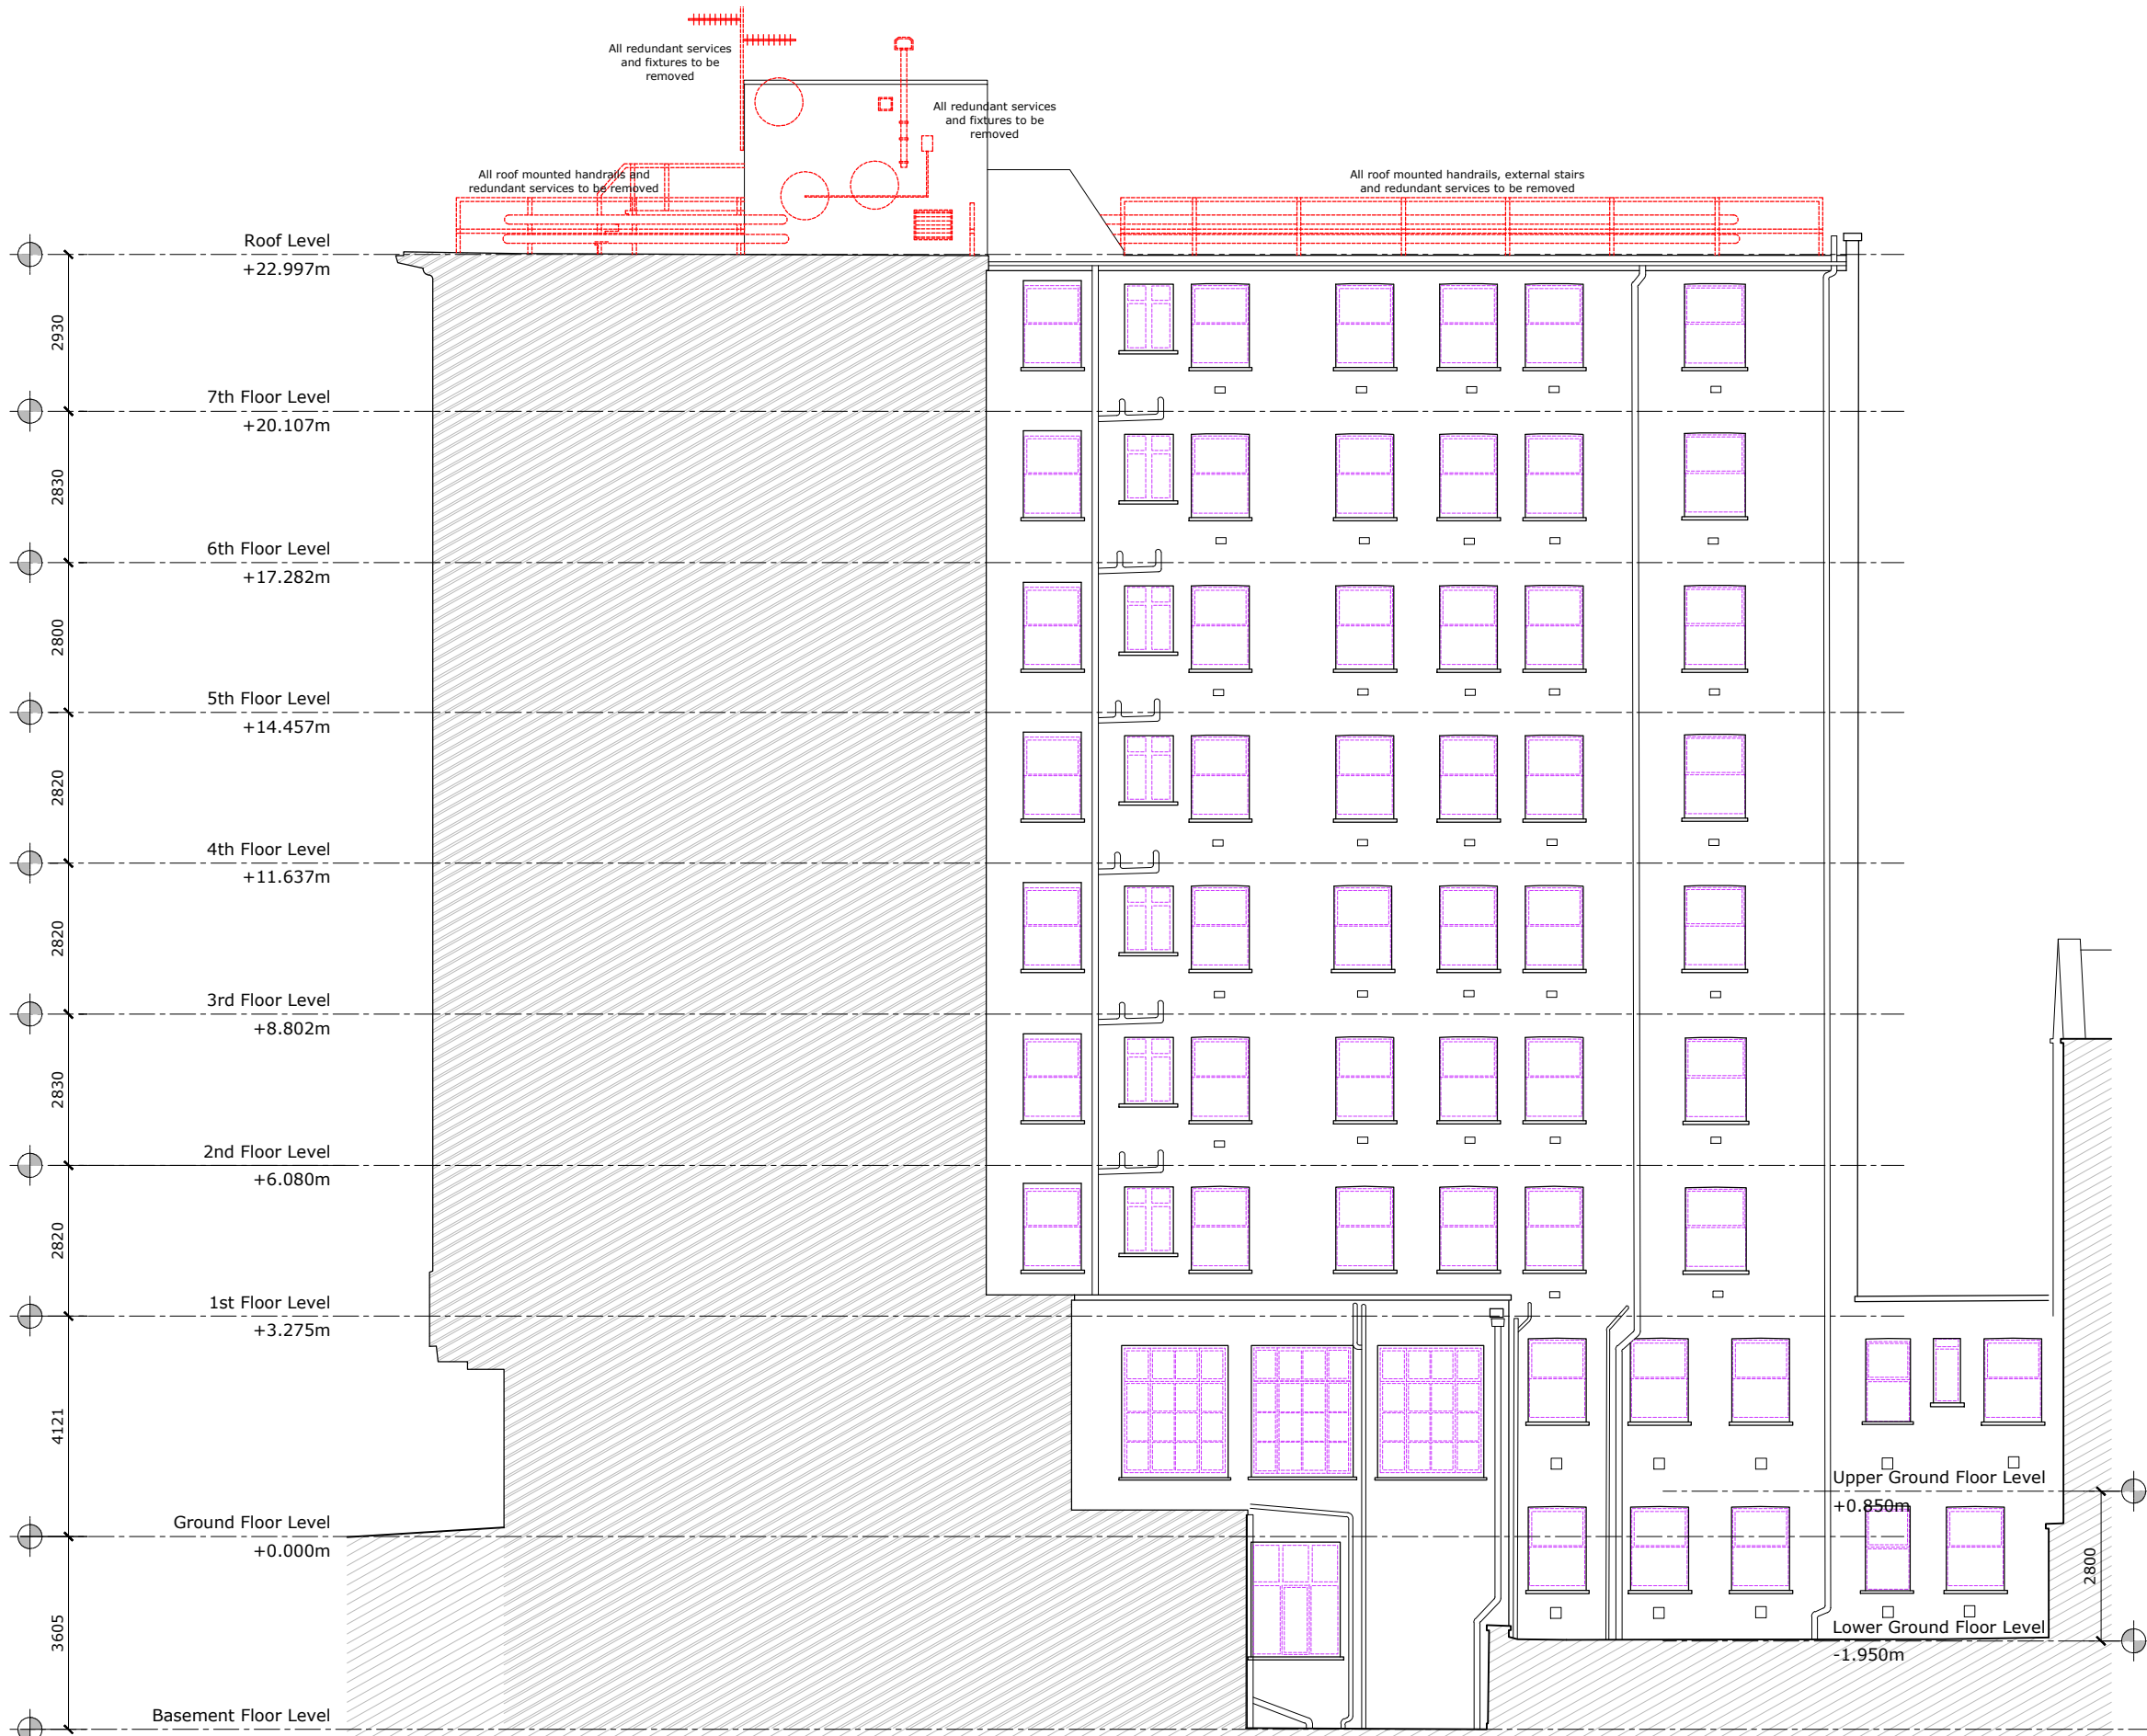 All redundant services
and fixtures to be
removed
All redundant services
and fixtures to be
removed
All roof mounted handrails and
redundant services to be removed
All roof mounted handrails, external stairs
and redundant services to be removed
Roof Level
+22.997m
2930
7th Floor Level
+20.107m
2830
6th Floor Level
+17.282m
2800
5th Floor Level
+14.457m
2820
4th Floor Level
+11.637m
2820
3rd Floor Level
+8.802m
2830
2nd Floor Level
+6.080m
2820
1st Floor Level
+3.275m
4121
Upper Ground Floor Level
+0.850m
Ground Floor Level
+0.000m
2800
3605
Lower Ground Floor Level
-1.950m
Basement Floor Level